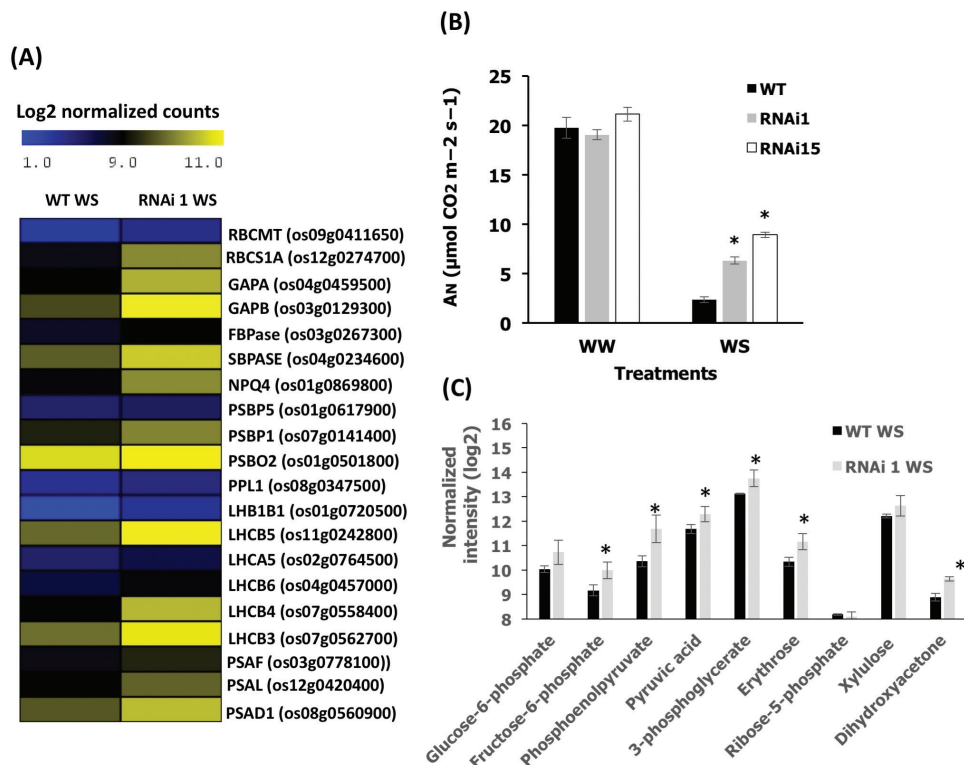 (A)
Log2 normalized counts
1.0 9.0 11.0
WT WS RNAi 1 WS
RBCMT (os09g0411650)
RBCS1A (os12g0274700)
GAPA (os04g0459500)
GAPB (os03g0129300)
FBPase (os03g0267300)
SBPASE (os04g0234600)
NPQ4 (os01g0869800)
PSBP5 (os01g0617900)
PSBP1 (os07g0141400)
PSBO2 (os01g0501800)
PPL1 (os08g0347500)
LHB1B1 (os01g0720500)
LHCB5 (os11g0242800)
LHCA5 (os02g0764500)
LHCB6 (os04g0457000)
LHCB4 (os07g0558400)
LHCB3 (os07g0562700)
PSAF (os03g0778100))
PSAL (os12g0420400)
PSAD1 (os08g0560900)
(B)
AN (µmol CO2 m−2 s−1)
25
20
15
10
5
0
WT
RNAi1
RNAi15
* *
WW WS
Treatments
(C)
Normalized
intensity (log2)
16
15
14
13
12
11
10
9
8
WT WS
RNAi 1 WS
* * * * * *
Glucose-6-phosphate
Fructose-6-phosphate
Phosphoenolpyruvate
Pyruvic acid
3-phosphoglycerate
Erythrose
Ribose-5-phosphate
Xylulose
Dihydroxyacetone